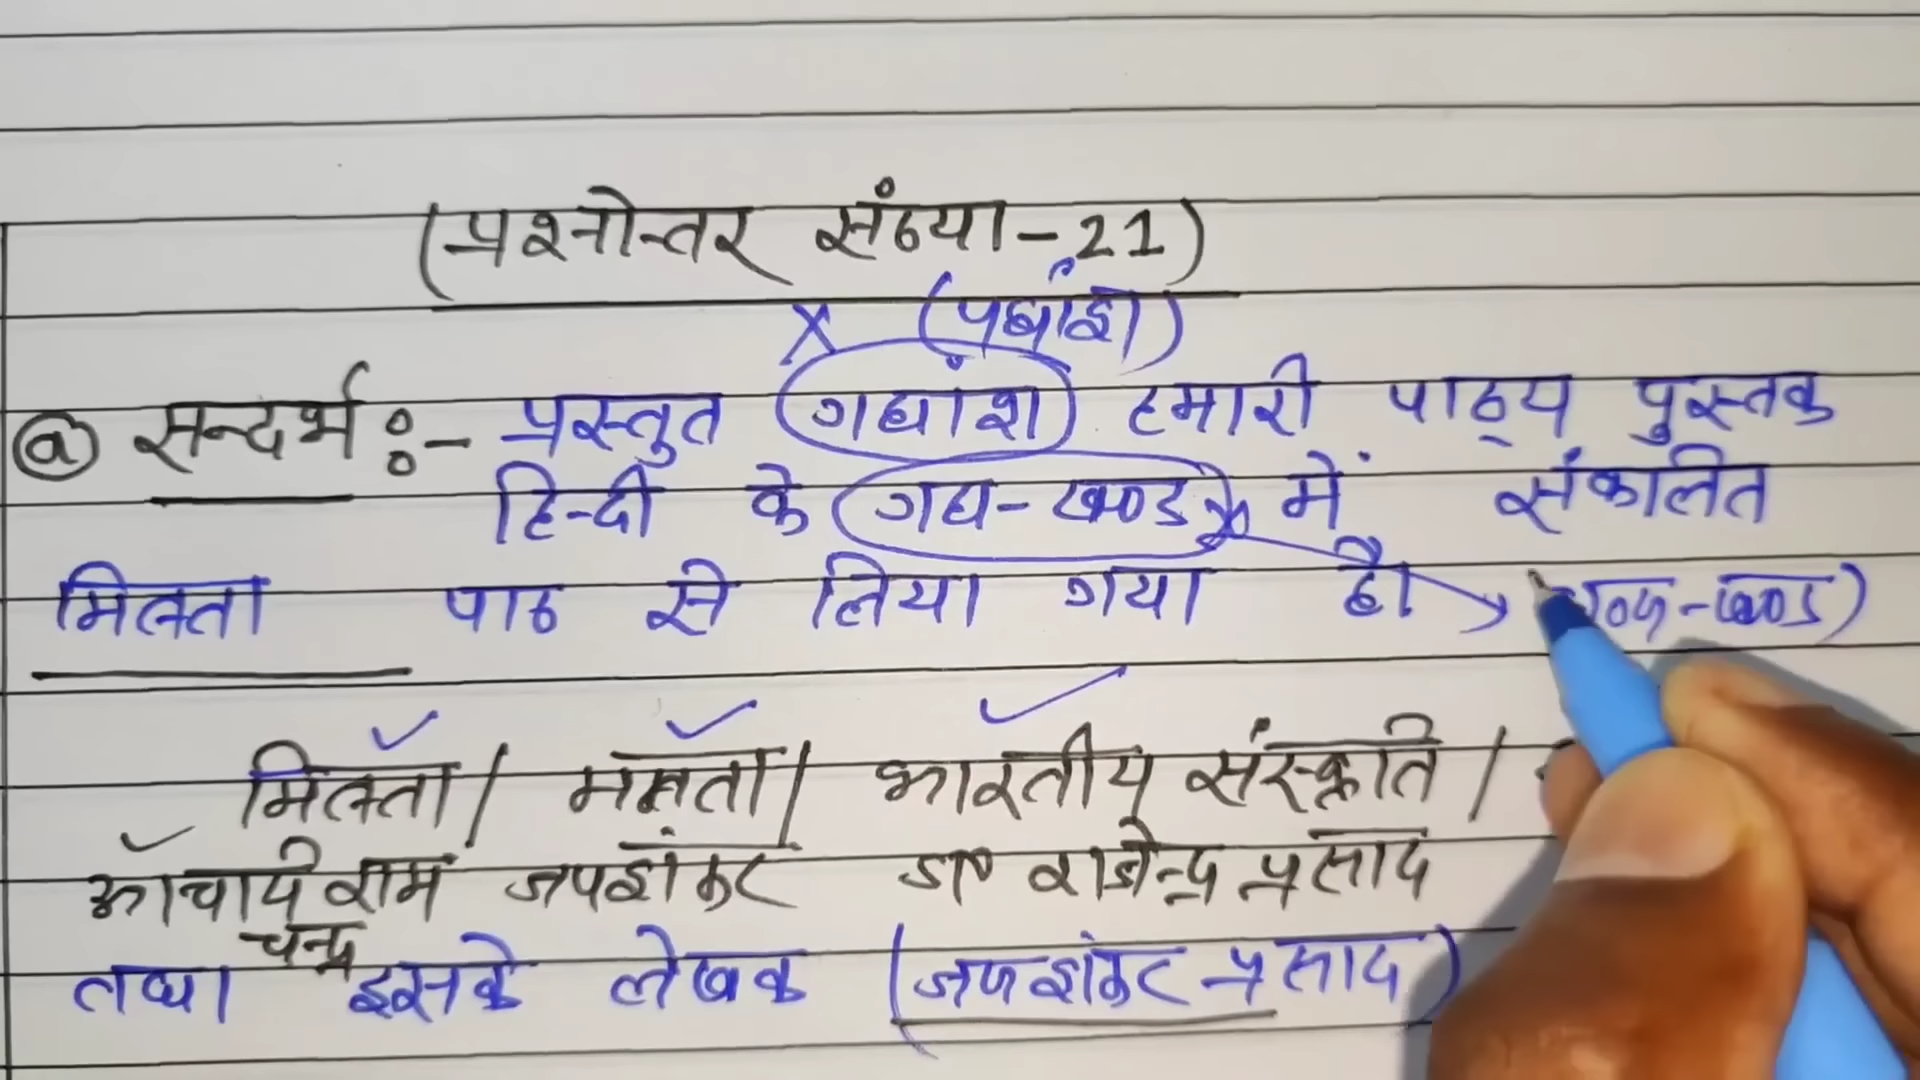 (प्रश्नोत्तर संख्या-21)
x (पद्यांश)
a सन्दर्भ :- प्रस्तुत (गद्यांश) हमारी पाठ्य पुस्तक
हिन्दी के (गद्य-खण्ड) में संकलित
मित्रता पाठ से लिया गया है।
-खण्ड)
मित्रता / ममता / भारतीय संस्कृति /
आचार्य राम जयशंकर डा० राजेन्द्र प्रसाद
चन्द्र
तथा इसके लेखक (जयशंकर प्रसाद)